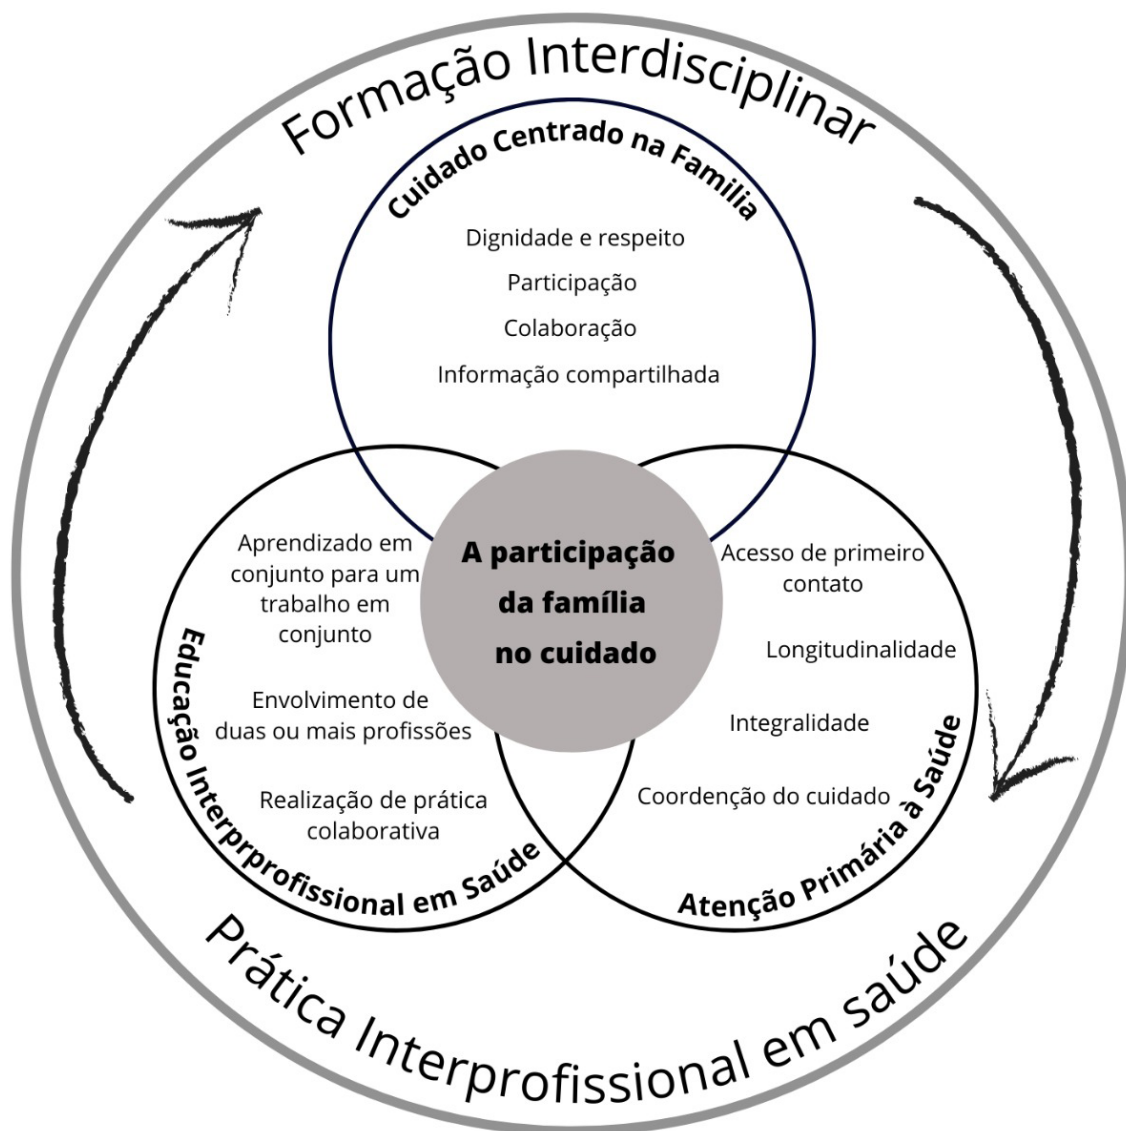 Formação Interdisciplinar
Cuidado Centrado na Familia
Dignidade e respeito
Participação
Colaboração
Informação compartilhada
A participação
da família
no cuidado
Aprendizado em
conjunto para um
trabalho em
conjunto
Envolvimento de
duas ou mais profissões
Realização de prática
colaborativa
Educação Interprprofissional em Saúde
Acesso de primeiro
contato
Longitudinalidade
Integralidade
Coordenção do cuidado
Atenção Primária à Saúde
Prática Interprofissional em saúde